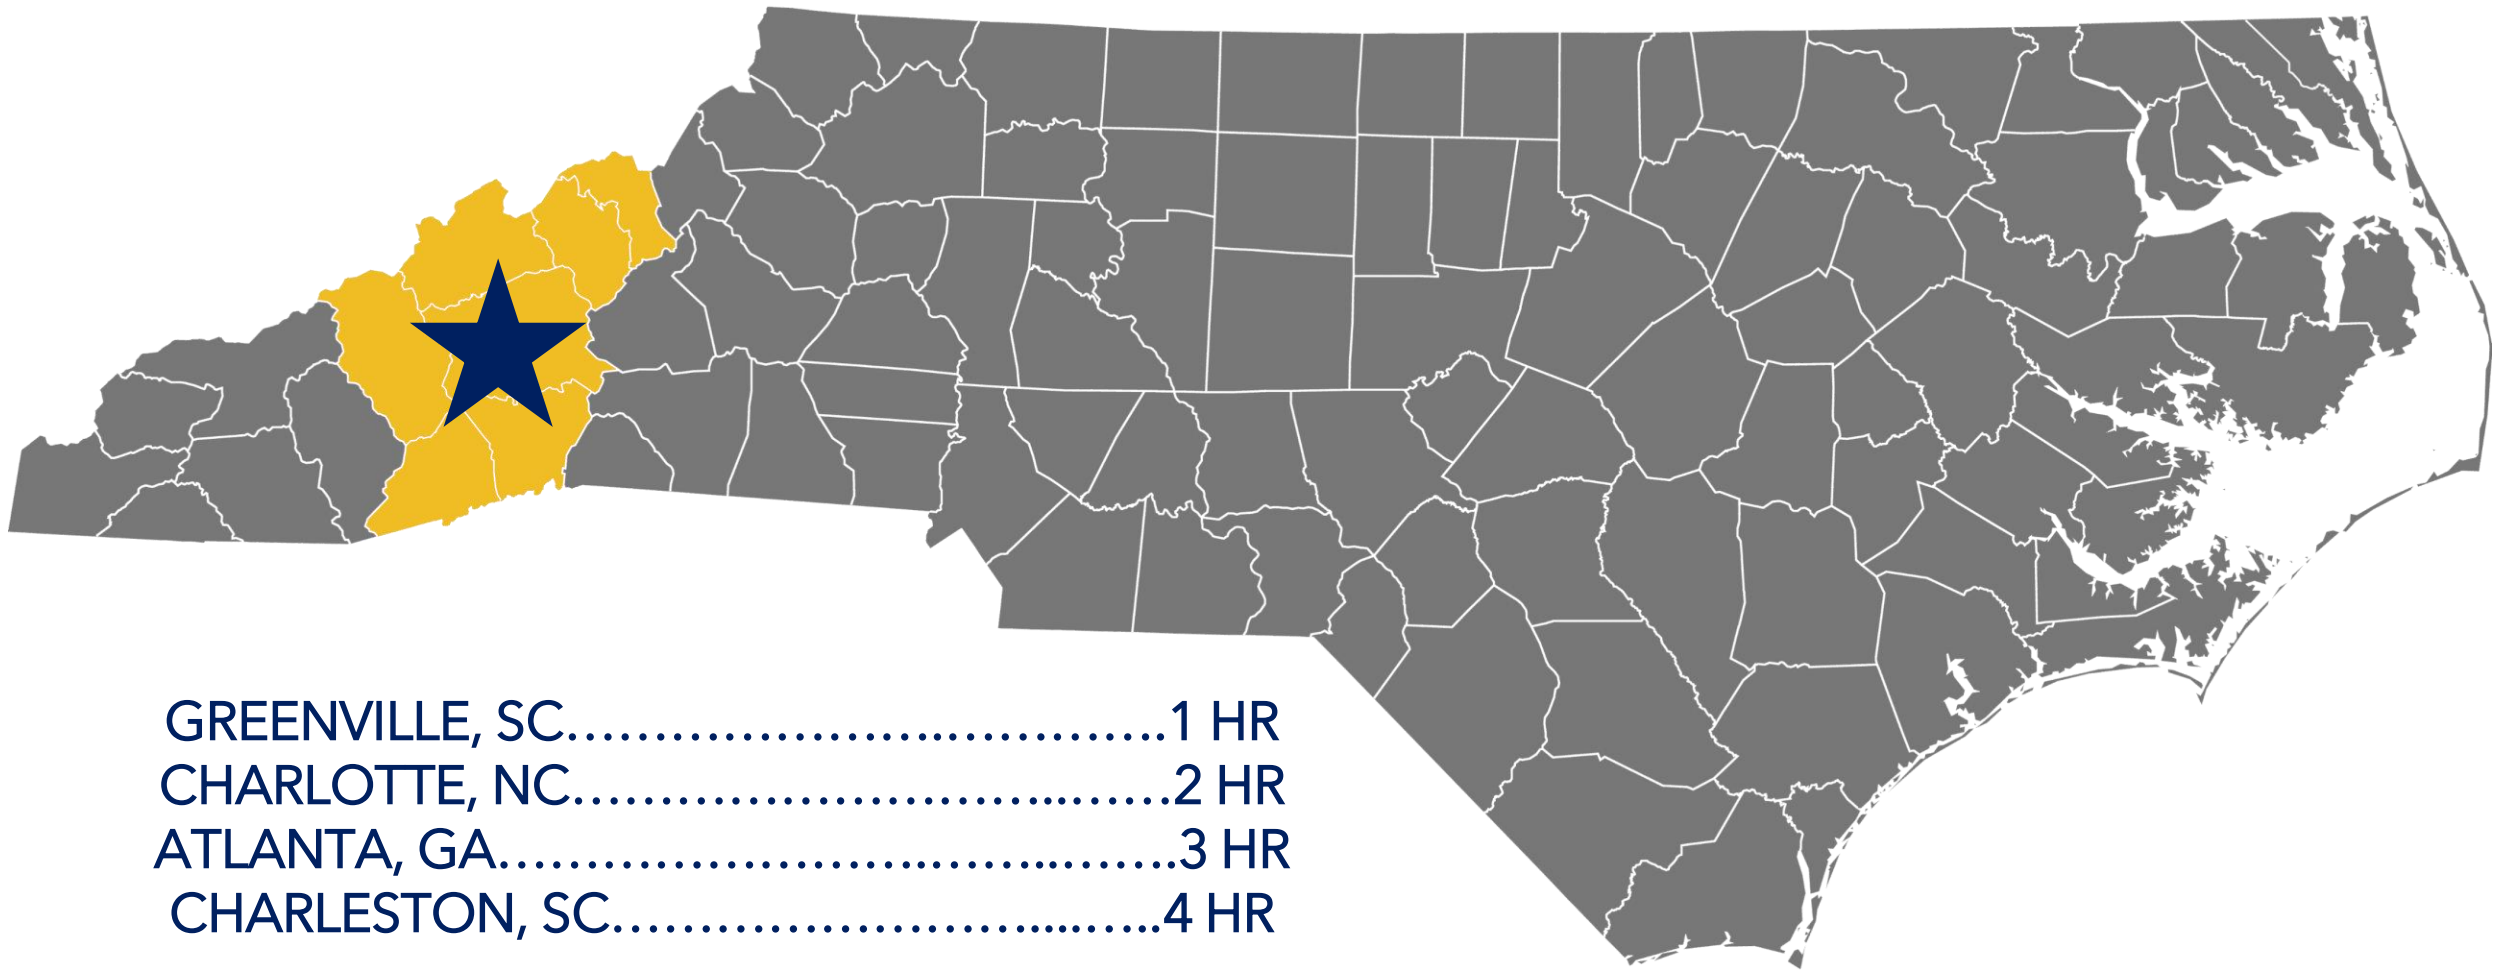 GREENVILLE, SC..................................1 HR
CHARLOTTE, NC..................................2 HR
ATLANTA, GA.......................................3 HR
CHARLESTON, SC................................4 HR